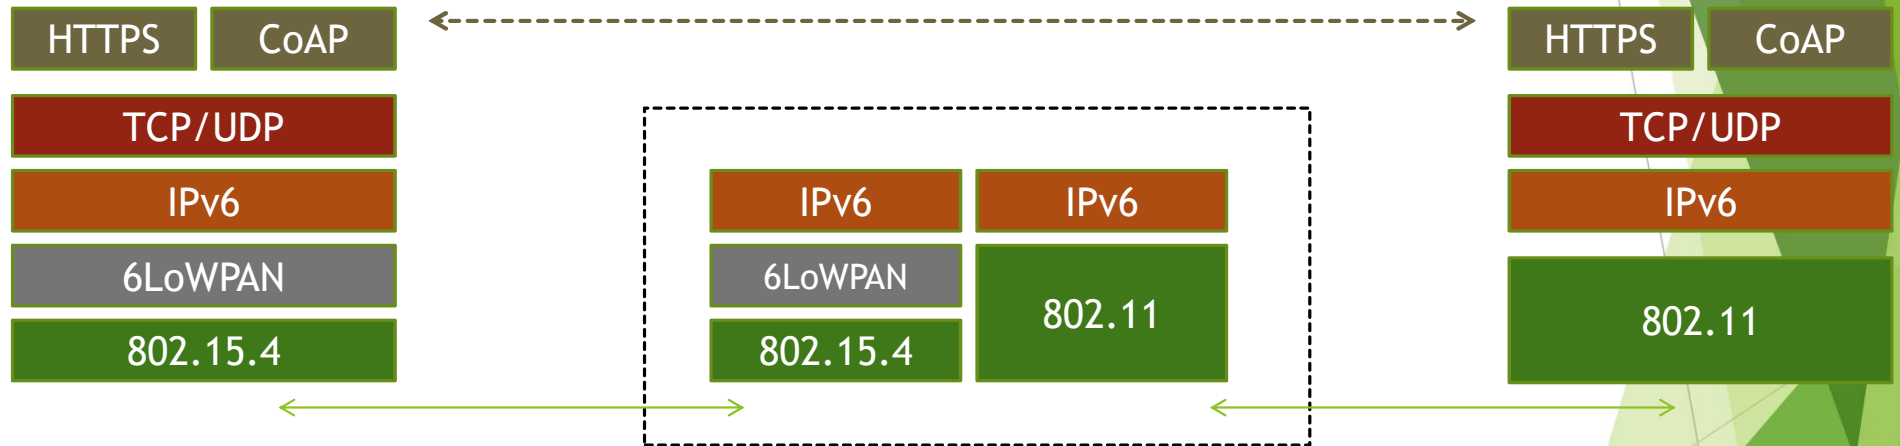 HTTPS CoAP
TCP/UDP
IPv6
6LoWPAN
802.15.4
IPv6 IPv6
6LoWPAN
802.11
802.15.4
HTTPS CoAP
TCP/UDP
IPv6
802.11